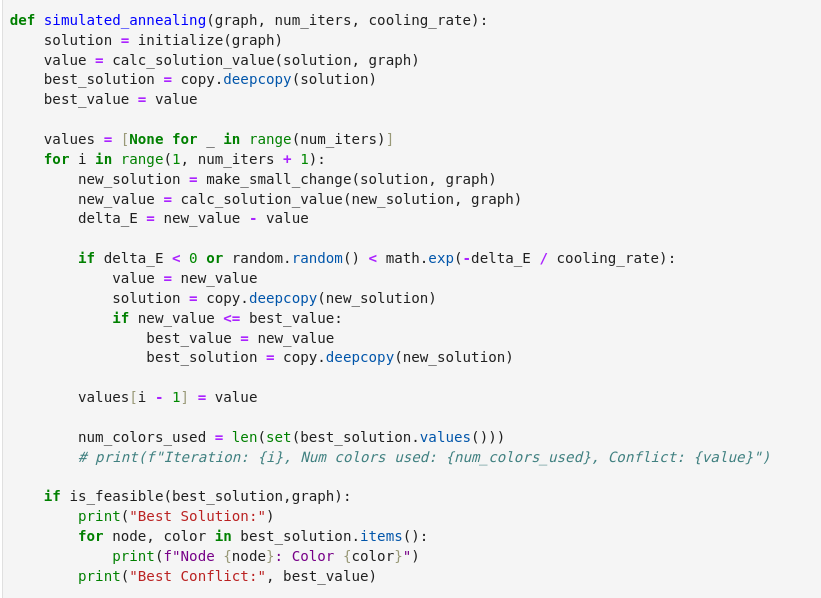 def simulated_annealing(graph, num_iters, cooling_rate):
    solution = initialize(graph)
    value = calc_solution_value(solution, graph)
    best_solution = copy.deepcopy(solution)
    best_value = value

    values = [None for _ in range(num_iters)]
    for i in range(1, num_iters + 1):
        new_solution = make_small_change(solution, graph)
        new_value = calc_solution_value(new_solution, graph)
        delta_E = new_value - value

        if delta_E < 0 or random.random() < math.exp(-delta_E / cooling_rate):
            value = new_value
            solution = copy.deepcopy(new_solution)
            if new_value <= best_value:
                best_value = new_value
                best_solution = copy.deepcopy(new_solution)

        values[i - 1] = value

        num_colors_used = len(set(best_solution.values()))
        # print(f"Iteration: {i}, Num colors used: {num_colors_used}, Conflict: {value}")

    if is_feasible(best_solution,graph):
        print("Best Solution:")
        for node, color in best_solution.items():
            print(f"Node {node}: Color {color}")
        print("Best Conflict:", best_value)